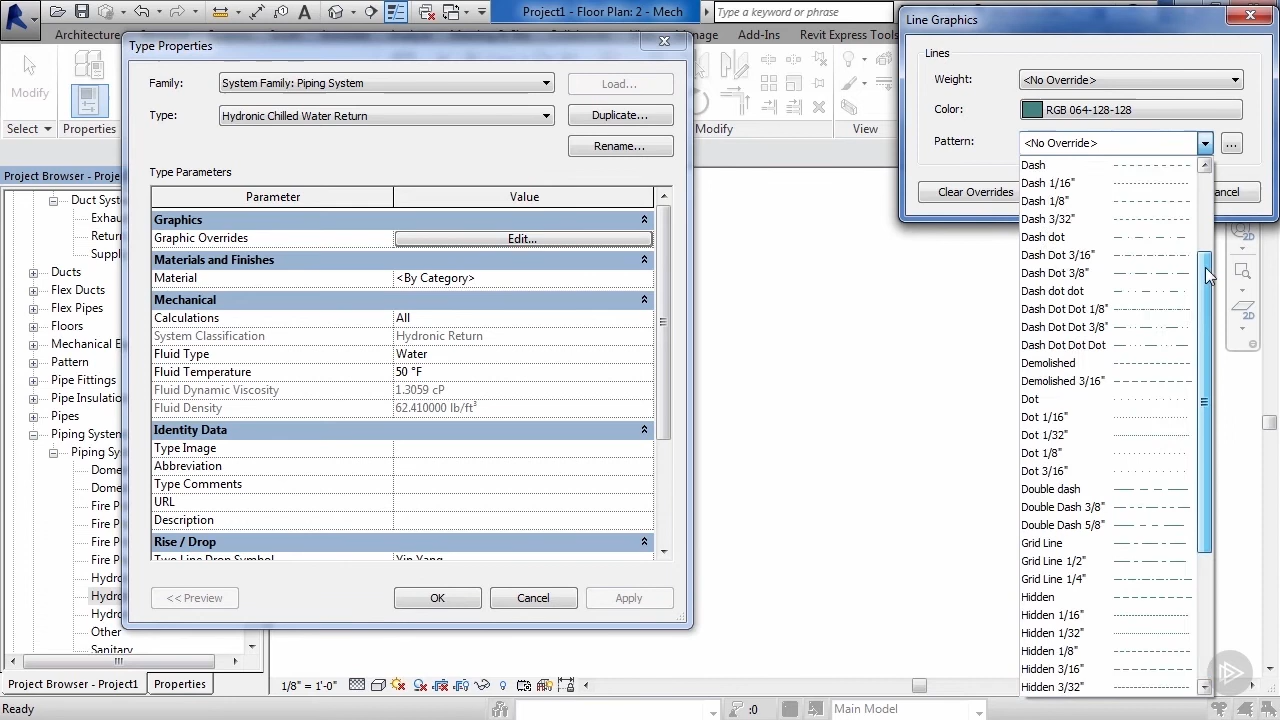 Project1 - Floor Plan: 2 - Mech
Type a keyword or phrase
Architecture
Add-Ins
Revit Express Tools
Modify
Select
Properties
Modify
View
Project Browser - Proje
Duct Syst
Exhau
Return
Suppl
Ducts
Flex Ducts
Flex Pipes
Floors
Mechanical E
Pattern
Pipe Fittings
Pipe Insulatio
Pipes
Piping System
Piping Sy
Dome
Dome
Fire P
Fire P
Fire P
Fire P
Hydro
Hydro
Hydro
Other
Sanitary
Project Browser - Project1
Properties
Ready
1/8" = 1'-0"
:0
Main Model
Type Properties
Family:
System Family: Piping System
Load...
Type:
Hydronic Chilled Water Return
Duplicate...
Rename...
Type Parameters
Parameter
Value
Graphics
Graphic Overrides
Edit...
Materials and Finishes
Material
<By Category>
Mechanical
Calculations
All
System Classification
Hydronic Return
Fluid Type
Water
Fluid Temperature
50 °F
Fluid Dynamic Viscosity
1.3059 cP
Fluid Density
62.410000 lb/ft³
Identity Data
Type Image
Abbreviation
Type Comments
URL
Description
Rise / Drop
Two Line Drop Symbol
Yin Yang
<< Preview
OK
Cancel
Apply
Line Graphics
Lines
Weight:
<No Override>
Color:
RGB 064-128-128
Pattern:
<No Override>
...
Clear Overrides
ancel
Dash
Dash 1/16"
Dash 1/8"
Dash 3/32"
Dash dot
Dash Dot 3/16"
Dash Dot 3/8"
Dash dot dot
Dash Dot Dot 1/8"
Dash Dot Dot 3/8"
Dash Dot Dot Dot
Demolished
Demolished 3/16"
Dot
Dot 1/16"
Dot 1/32"
Dot 1/8"
Dot 3/16"
Double dash
Double Dash 3/8"
Double Dash 5/8"
Grid Line
Grid Line 1/2"
Grid Line 1/4"
Hidden
Hidden 1/16"
Hidden 1/32"
Hidden 1/8"
Hidden 3/16"
Hidden 3/32"
2D
2D